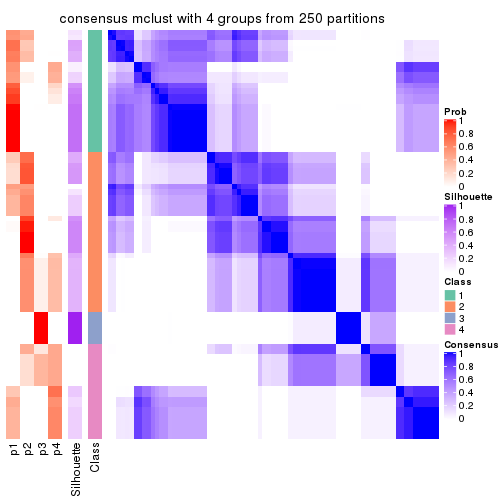 consensus mclust with 4 groups from 250 partitions
Prob
1
0.8
0.6
0.4
0.2
0
Silhouette
1
0.8
0.6
0.4
0.2
0
Class
1
2
3
4
Consensus
1
0.8
0.6
0.4
0.2
0
p1
p2
p3
p4
Silhouette
Class